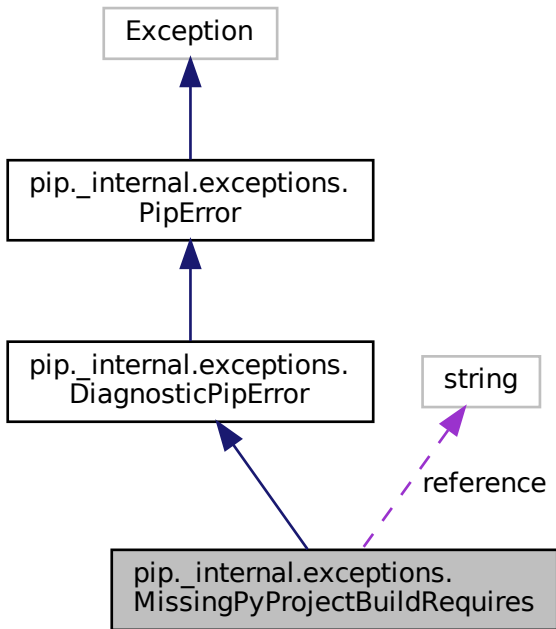 Exception
pip._internal.exceptions.
PipError
pip._internal.exceptions.
DiagnosticPipError
string
reference
pip._internal.exceptions.
MissingPyProjectBuildRequires